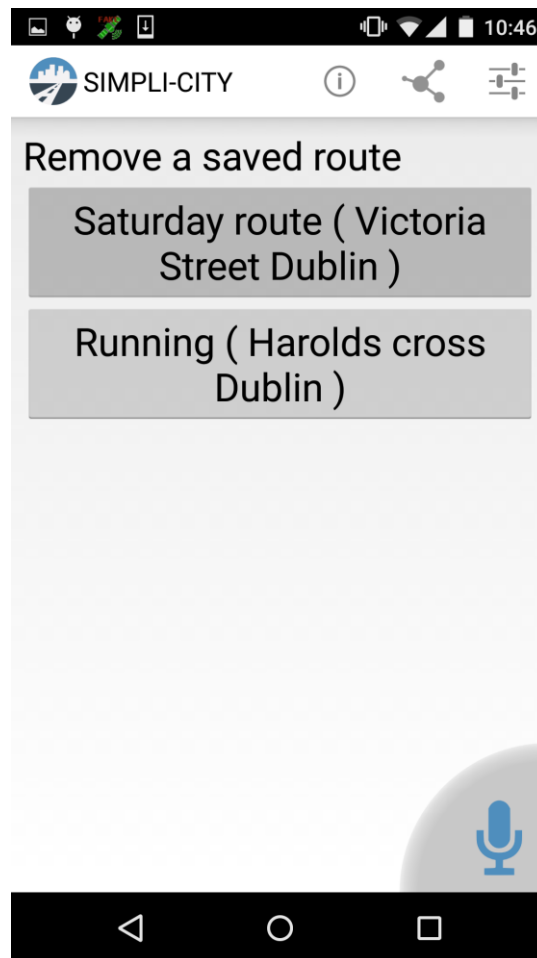 10:46
SIMPLI-CITY
Remove a saved route
Saturday route ( Victoria
Street Dublin )
Running ( Harolds cross
Dublin )